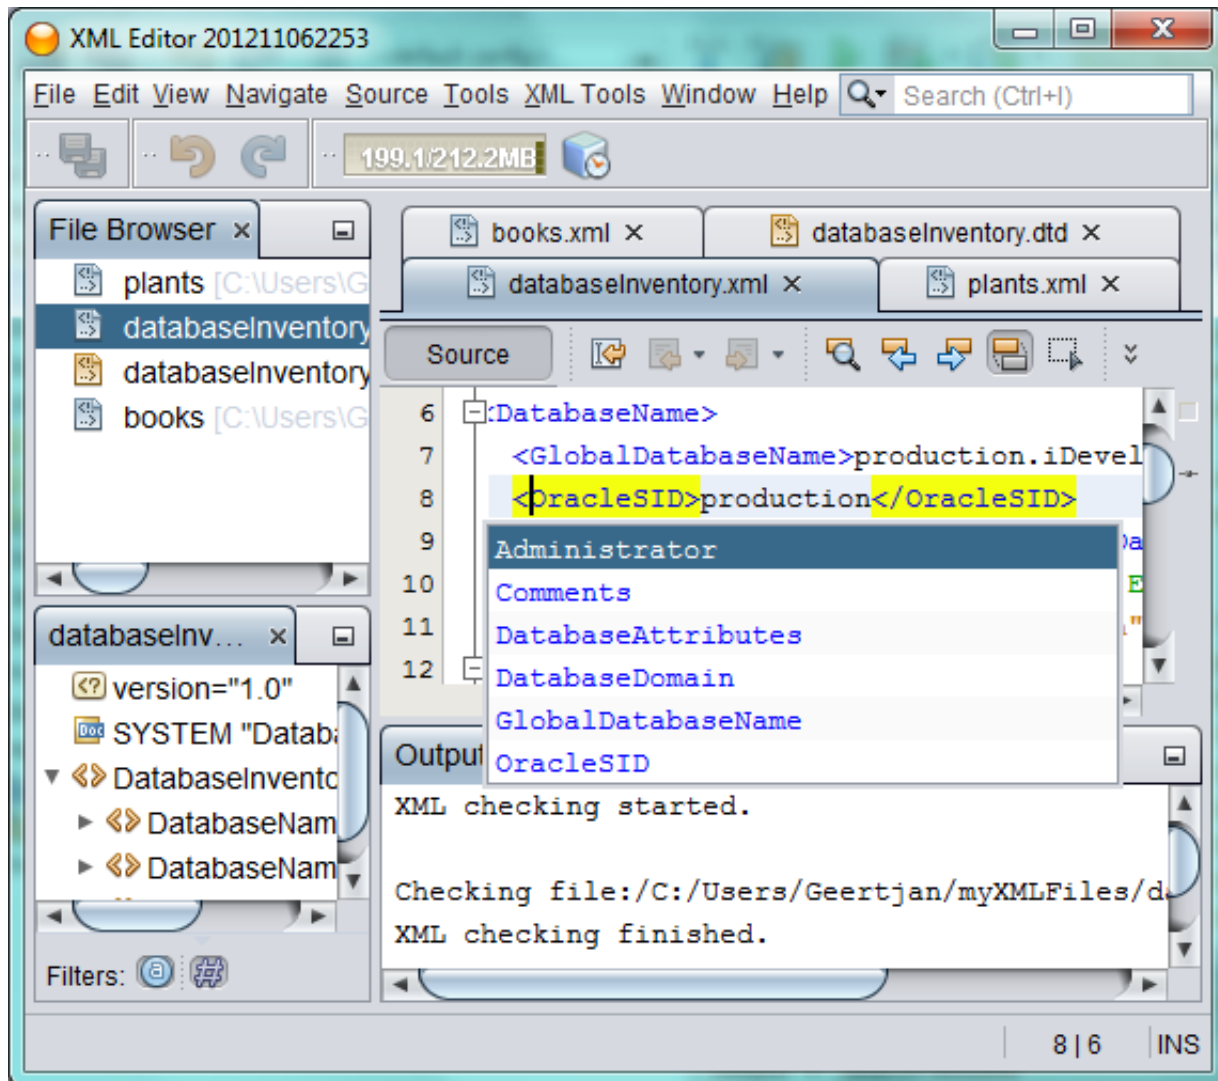 XML Editor 201211062253
File Edit View Navigate Source Tools XML Tools Window Help Search (Ctrl+I)
199.1/212.2MB
File Browser
plants [C:\Users\G
databaseInventory
databaseInventory
books [C:\Users\G
books.xml databaseInventory.dtd
databaseInventory.xml plants.xml
Source
6 <DatabaseName>
7 <GlobalDatabaseName>production.iDevel
8 <OracleSID>production</OracleSID>
9 Da
10 E
11 "
12
Administrator
Comments
DatabaseAttributes
DatabaseDomain
GlobalDatabaseName
OracleSID
databaseInv...
version="1.0"
Doc SYSTEM "Datab
DatabaseInvento
DatabaseNam
DatabaseNam
Filters: @ #
Output
XML checking started.
Checking file:/C:/Users/Geertjan/myXMLFiles/d
XML checking finished.
8 | 6 INS